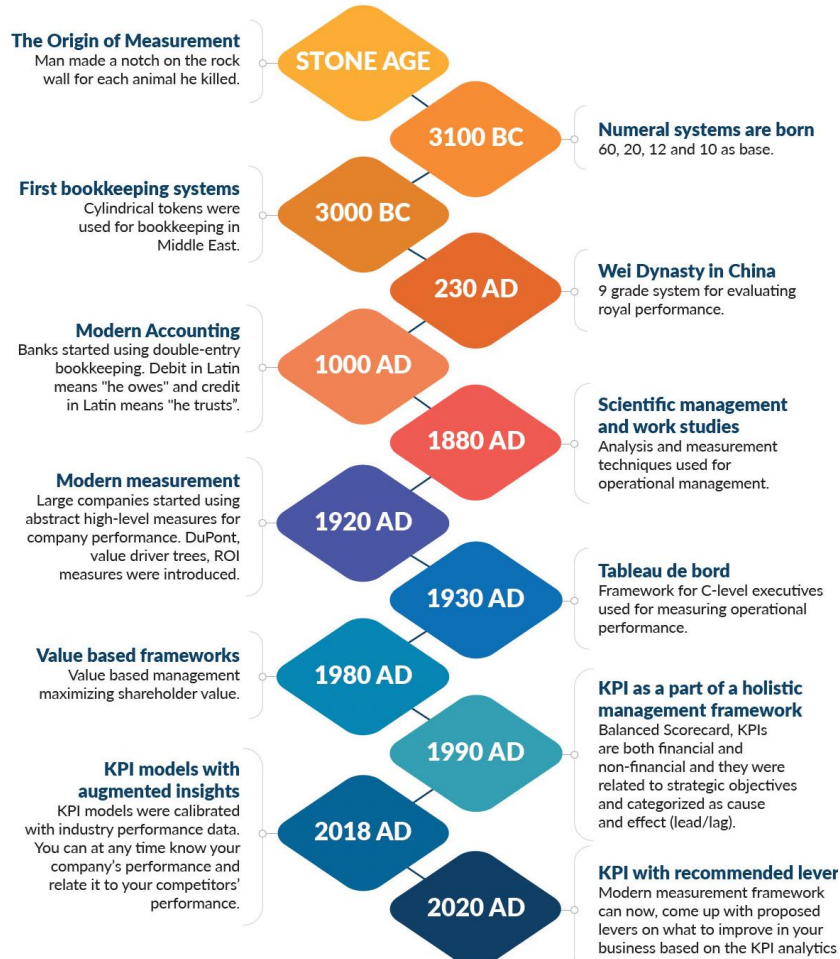 The Origin of Measurement
Man made a notch on the rock
wall for each animal he killed.
STONE AGE
3100 BC
Numeral systems are born
60, 20, 12 and 10 as base.
First bookkeeping systems
Cylindrical tokens were
used for bookkeeping in
Middle East.
3000 BC
230 AD
Wei Dynasty in China
9 grade system for evaluating
royal performance.
Modern Accounting
Banks started using double-entry
bookkeeping. Debit in Latin
means "he owes" and credit
in Latin means "he trusts”.
1000 AD
1880 AD
Scientific management
and work studies
Analysis and measurement
techniques used for
operational management.
Modern measurement
Large companies started using
abstract high-level measures for
company performance. DuPont,
value driver trees, ROI
measures were introduced.
1920 AD
1930 AD
Tableau de bord
Framework for C-level executives
used for measuring operational
performance.
Value based frameworks
Value based management
maximizing shareholder value.
1980 AD
1990 AD
KPI as a part of a holistic
management framework
Balanced Scorecard, KPIs
are both financial and
non-financial and they were
related to strategic objectives
and categorized as cause
and effect (lead/lag).
KPI models with
augmented insights
KPI models were calibrated
with industry performance data.
You can at any time know your
company’s performance and
relate it to your competitors’
performance.
2018 AD
2020 AD
KPI with recommended lever
Modern measurement framework
can now, come up with proposed
levers on what to improve in your
business based on the KPI analytics